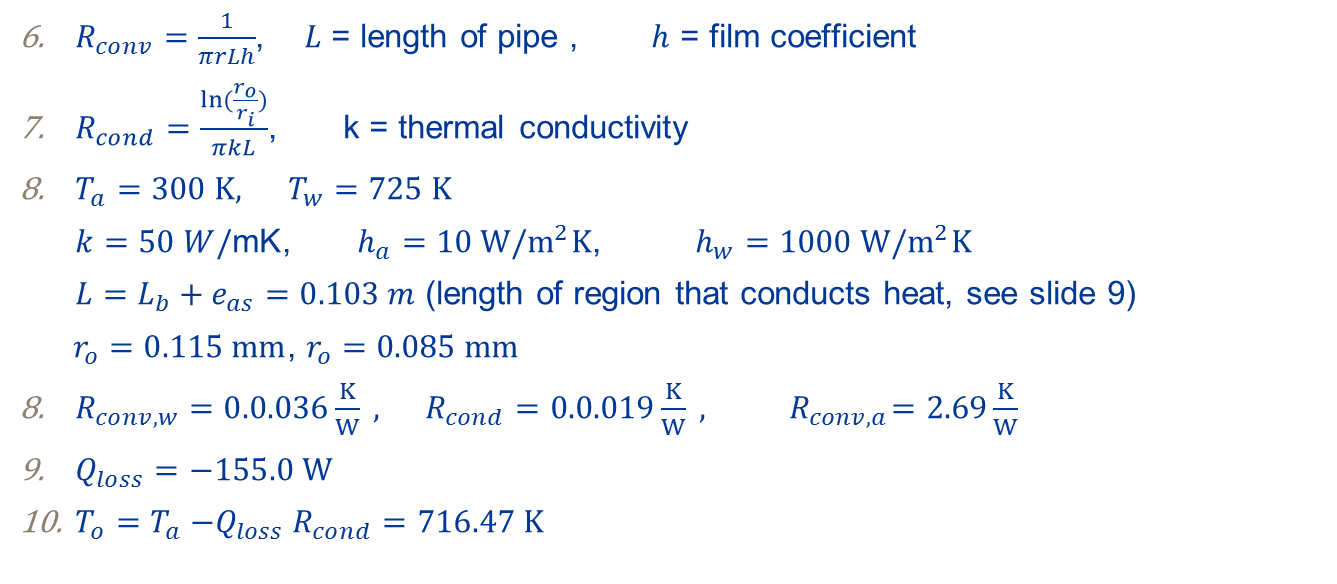 6. R_conv = 1/(πrLh), L = length of pipe , h = film coefficient
7. R_cond = ln(r_o/r_i)/(πkL), k = thermal conductivity
8. T_a = 300 K, T_w = 725 K
k = 50 W/mK, h_a = 10 W/m² K, h_w = 1000 W/m² K
L = L_b + e_as = 0.103 m (length of region that conducts heat, see slide 9)
r_o = 0.115 mm, r_o = 0.085 mm
8. R_conv,w = 0.0.036 K/W , R_cond = 0.0.019 K/W , R_conv,a = 2.69 K/W
9. Q_loss = −155.0 W
10. T_o = T_a −Q_loss R_cond = 716.47 K